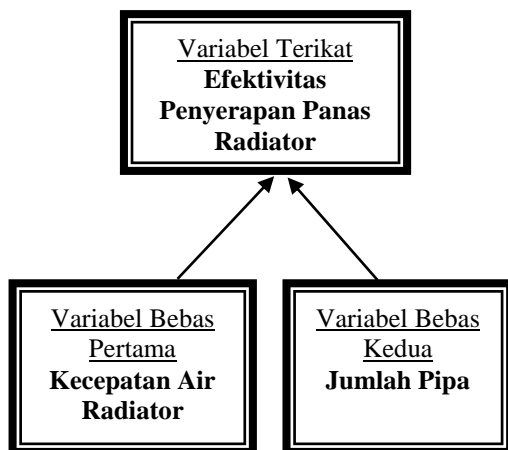 Variabel Terikat
Efektivitas
Penyerapan Panas
Radiator
Variabel Bebas
Pertama
Kecepatan Air
Radiator
Variabel Bebas
Kedua
Jumlah Pipa